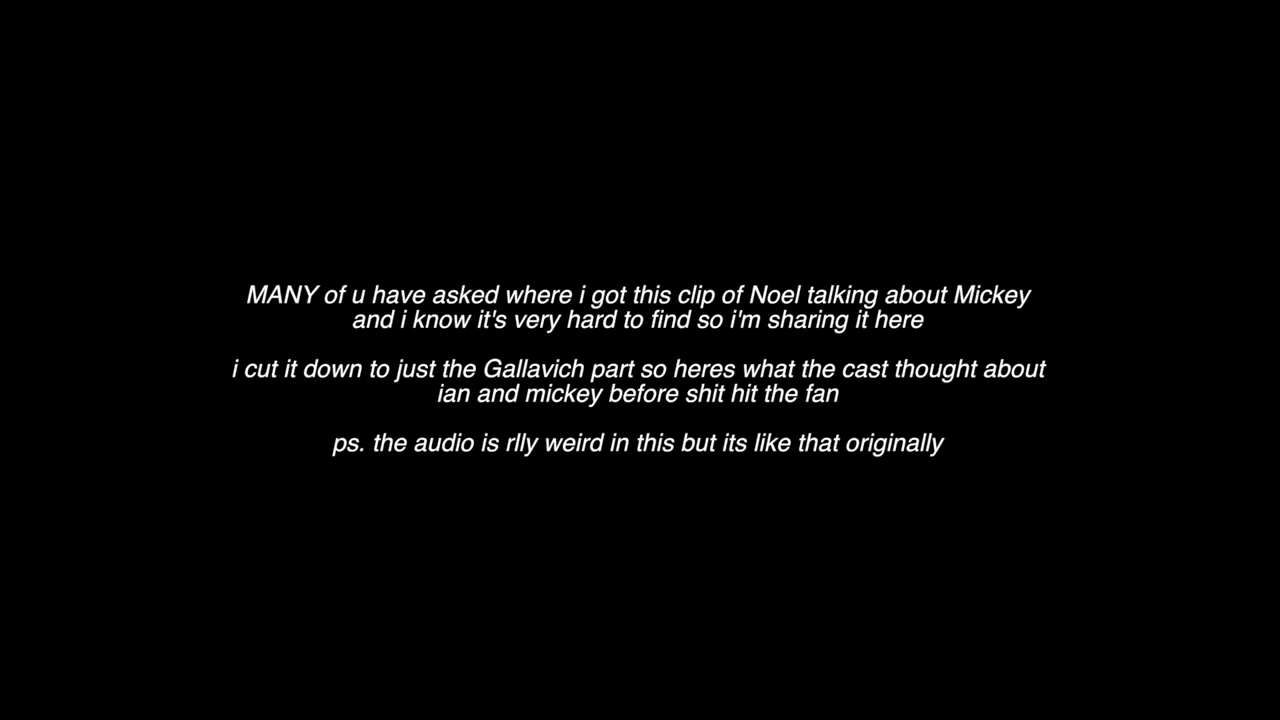 MANY of u have asked where i got this clip of Noel talking about Mickey
and i know it's very hard to find so i'm sharing it here
i cut it down to just the Gallavich part so heres what the cast thought about
ian and mickey before shit hit the fan
ps. the audio is rlly weird in this but its like that originally